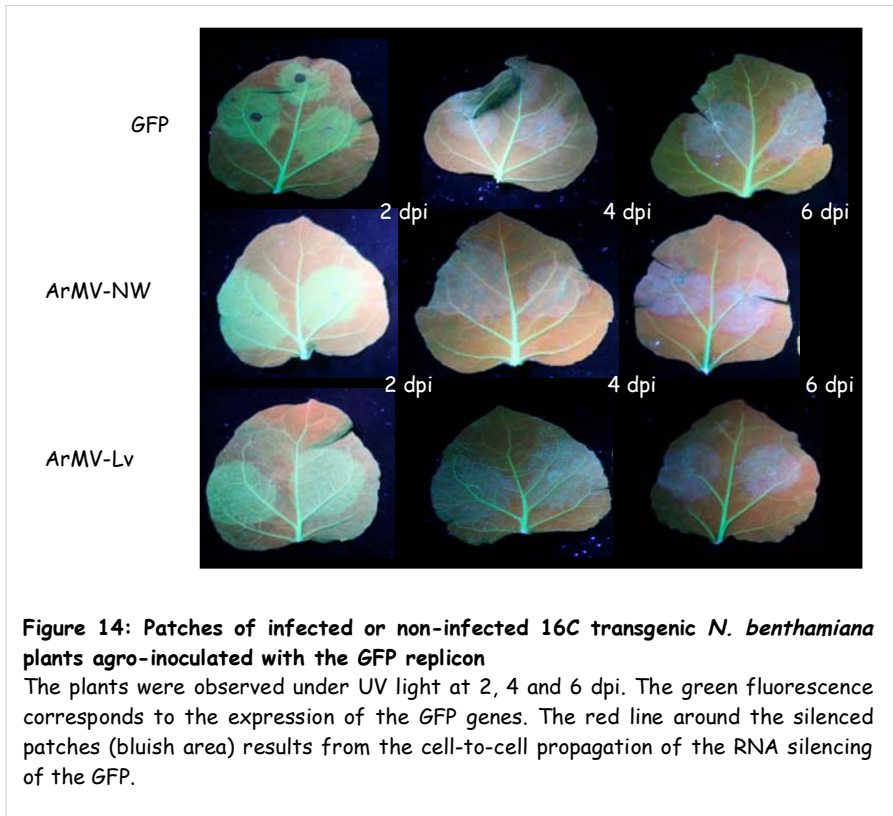 GFP
2 dpi 4 dpi 6 dpi
ArMV-NW
2 dpi 4 dpi 6 dpi
ArMV-Lv
Figure 14: Patches of infected or non-infected 16C transgenic N. benthamiana
plants agro-inoculated with the GFP replicon
The plants were observed under UV light at 2, 4 and 6 dpi. The green fluorescence
corresponds to the expression of the GFP genes. The red line around the silenced
patches (bluish area) results from the cell-to-cell propagation of the RNA silencing
of the GFP.